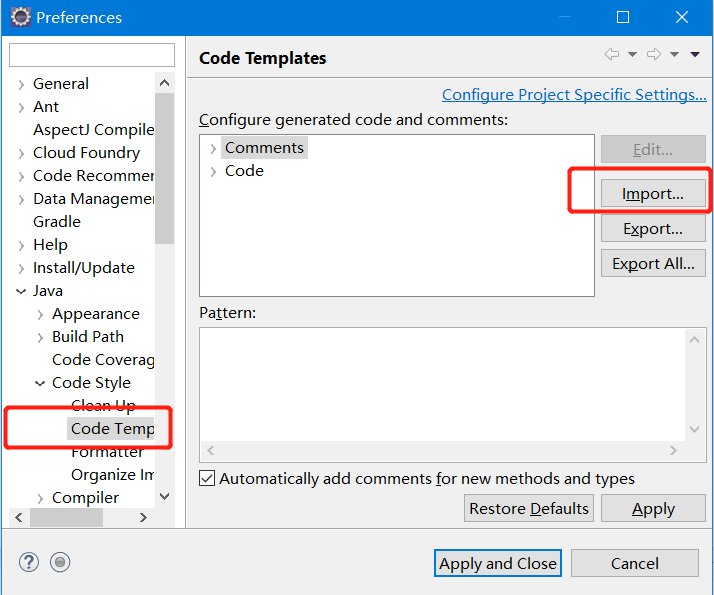 Preferences
Code Templates
Configure Project Specific Settings...
Configure generated code and comments:
General
Ant
AspectJ Compile
Cloud Foundry
Code Recommer
Data Managemer
Gradle
Help
Install/Update
Java
Appearance
Build Path
Code Coverag
Code Style
Clean Up
Code Temp
Formatter
Organize Im
Compiler
Comments
Code
Edit...
Import...
Export...
Export All...
Pattern:
Automatically add comments for new methods and types
Restore Defaults
Apply
?
Apply and Close
Cancel